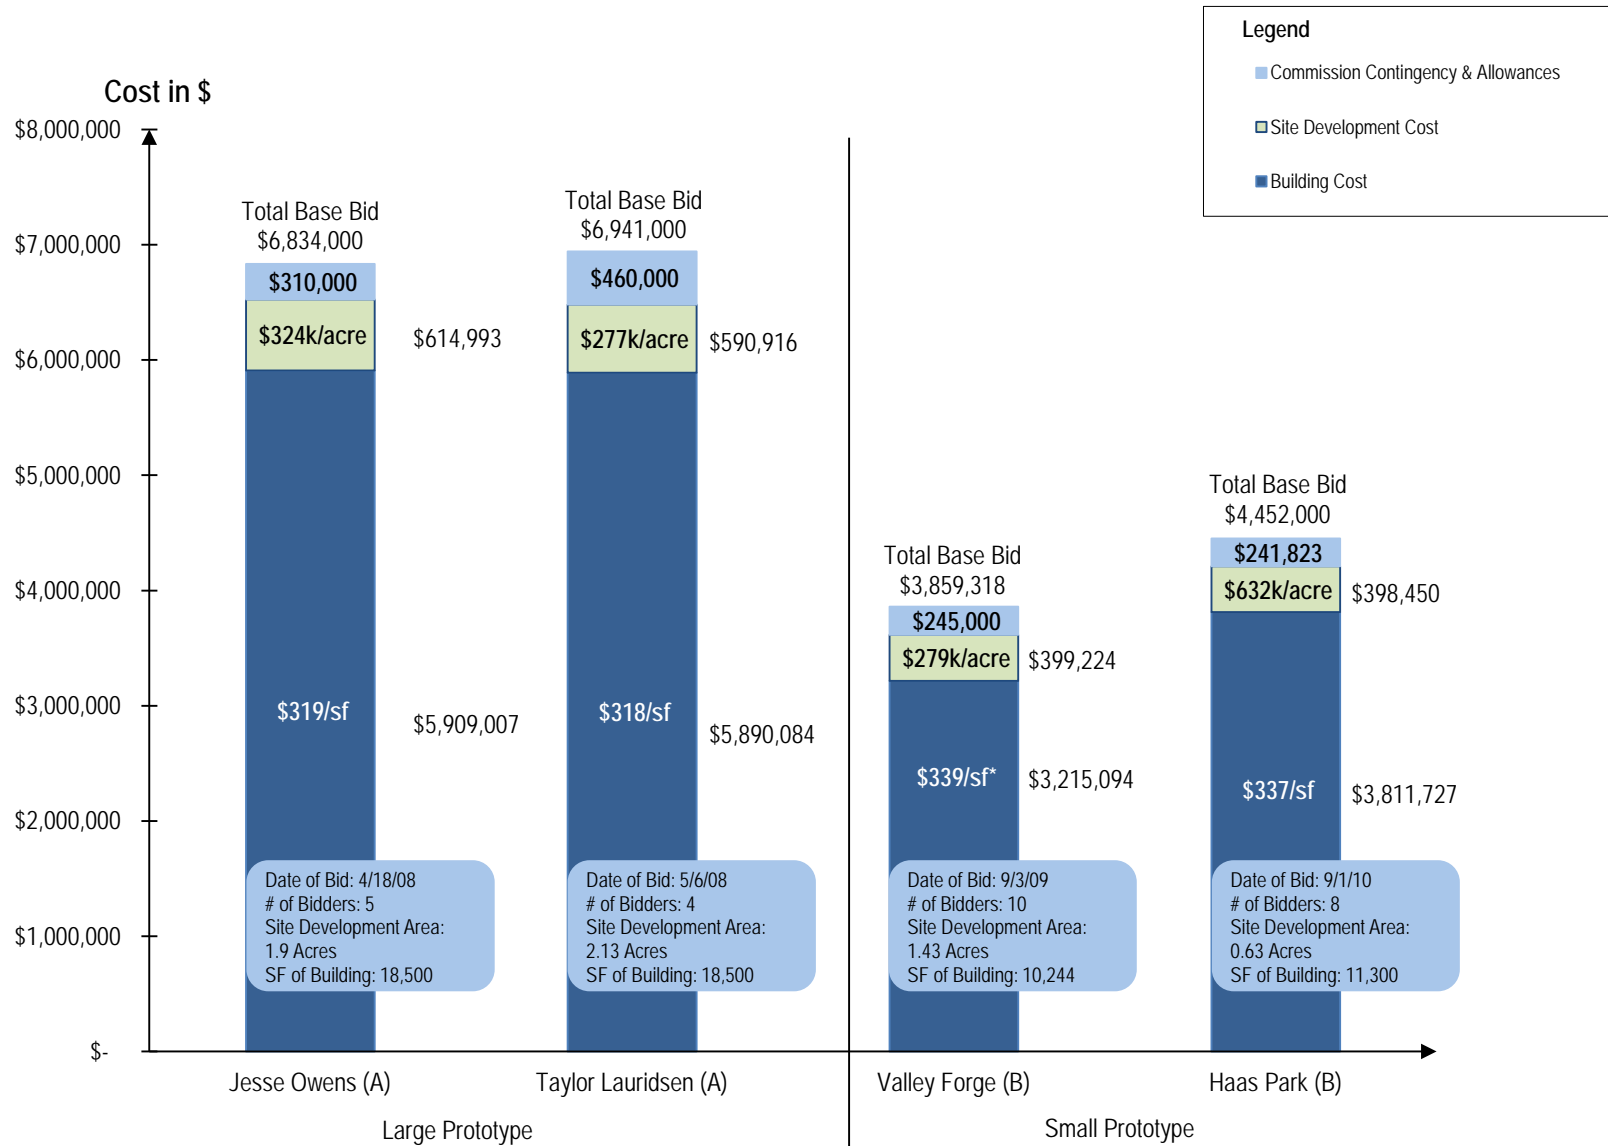 Legend
Commission Contingency & Allowances
Site Development Cost
Building Cost
Cost in $
$8,000,000
$7,000,000
$6,000,000
$5,000,000
$4,000,000
$3,000,000
$2,000,000
$1,000,000
$-
Total Base Bid
$6,834,000
$310,000
$324k/acre
$614,993
$319/sf
$5,909,007
Date of Bid: 4/18/08
# of Bidders: 5
Site Development Area:
1.9 Acres
SF of Building: 18,500
Jesse Owens (A)
Total Base Bid
$6,941,000
$460,000
$277k/acre
$590,916
$318/sf
$5,890,084
Date of Bid: 5/6/08
# of Bidders: 4
Site Development Area:
2.13 Acres
SF of Building: 18,500
Taylor Lauridsen (A)
Large Prototype
Total Base Bid
$3,859,318
$245,000
$279k/acre
$399,224
$339/sf*
$3,215,094
Date of Bid: 9/3/09
# of Bidders: 10
Site Development Area:
1.43 Acres
SF of Building: 10,244
Valley Forge (B)
Total Base Bid
$4,452,000
$241,823
$632k/acre
$398,450
$337/sf
$3,811,727
Date of Bid: 9/1/10
# of Bidders: 8
Site Development Area:
0.63 Acres
SF of Building: 11,300
Haas Park (B)
Small Prototype